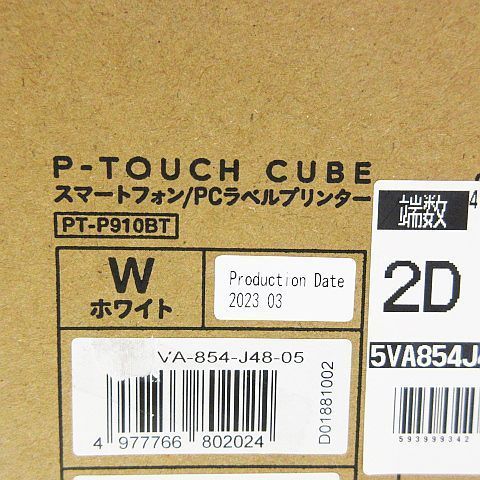 P-TOUCH CUBE
スマートフォン/PCラベルプリンター
PT-P910BT
W
ホワイト
Production Date
2023.03
VA-854-J48-05
4 977766 802024
D01881002
4
端数
2D
5VA854J4
593999342